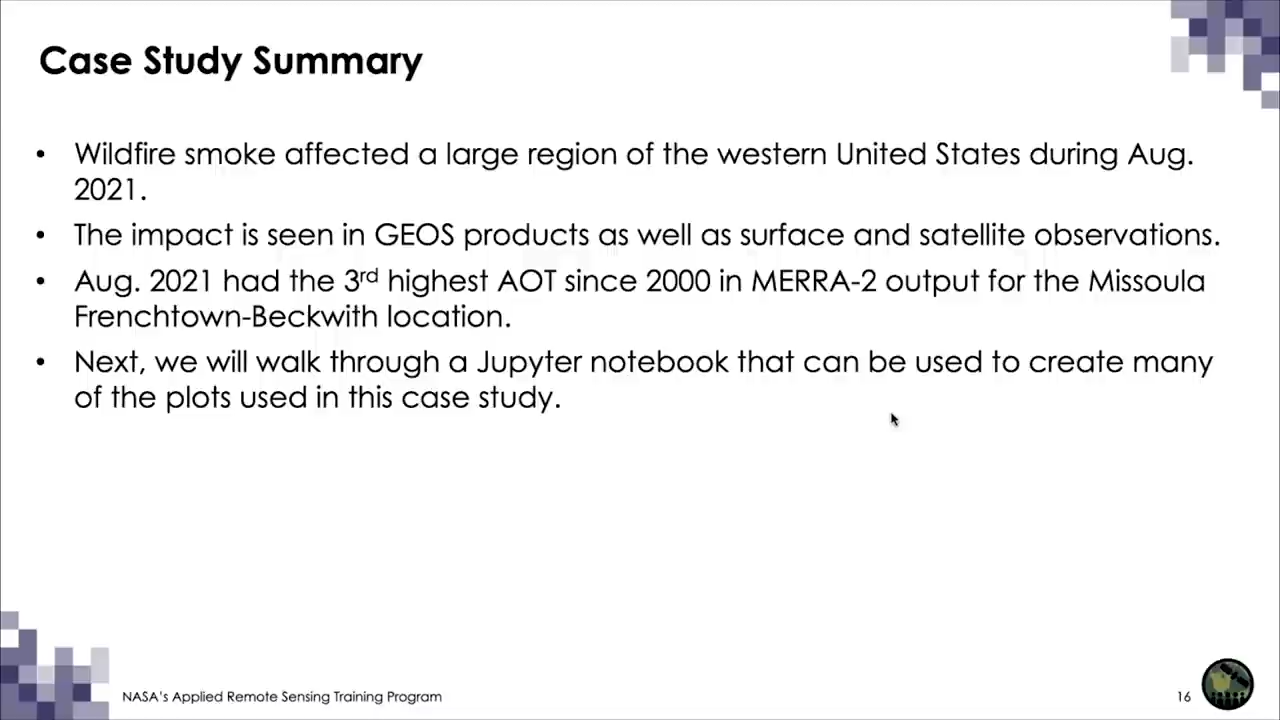 Case Study Summary
• Wildfire smoke affected a large region of the western United States during Aug.
2021.
• The impact is seen in GEOS products as well as surface and satellite observations.
• Aug. 2021 had the 3rd highest AOT since 2000 in MERRA-2 output for the Missoula
Frenchtown-Beckwith location.
• Next, we will walk through a Jupyter notebook that can be used to create many
of the plots used in this case study.
NASA's Applied Remote Sensing Training Program
16